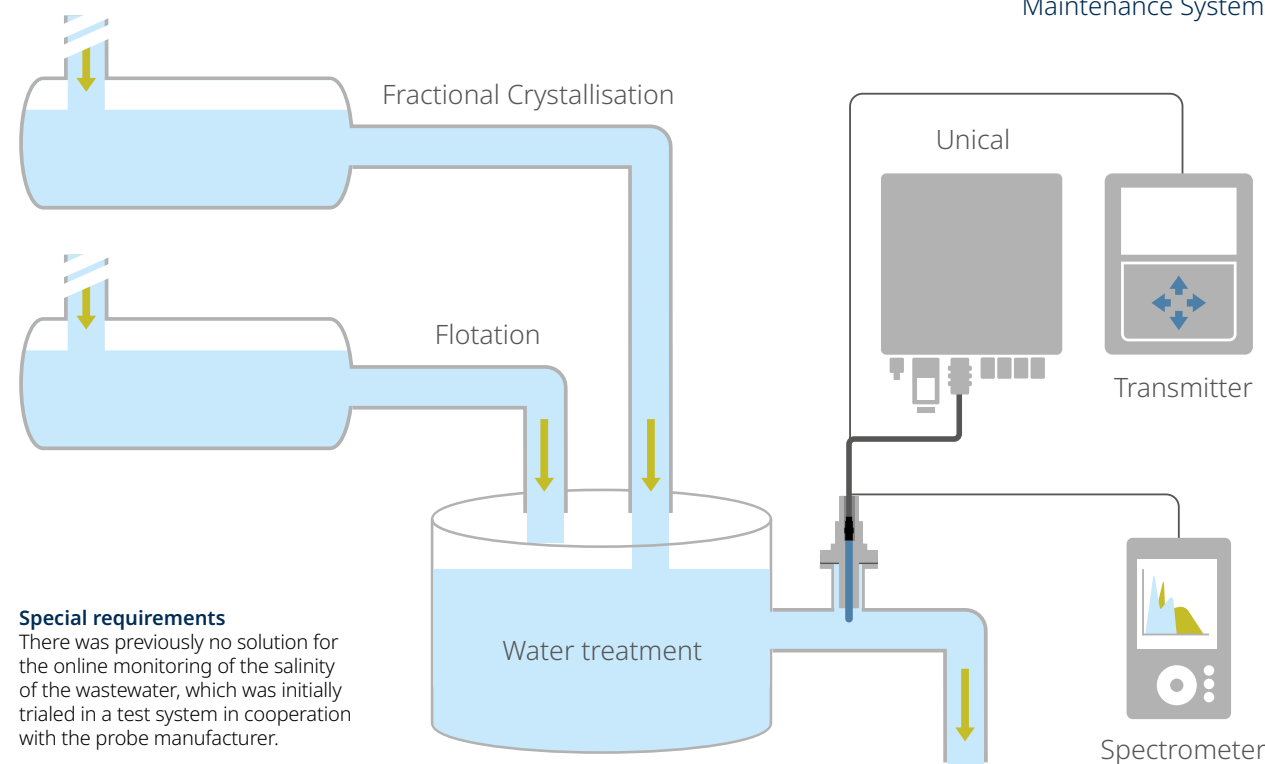 Maintenance System
Fractional Crystallisation
Unical
Flotation
Transmitter
Special requirements
There was previously no solution for
the online monitoring of the salinity
of the wastewater, which was initially
trialed in a test system in cooperation
with the probe manufacturer.
Water treatment
Spectrometer